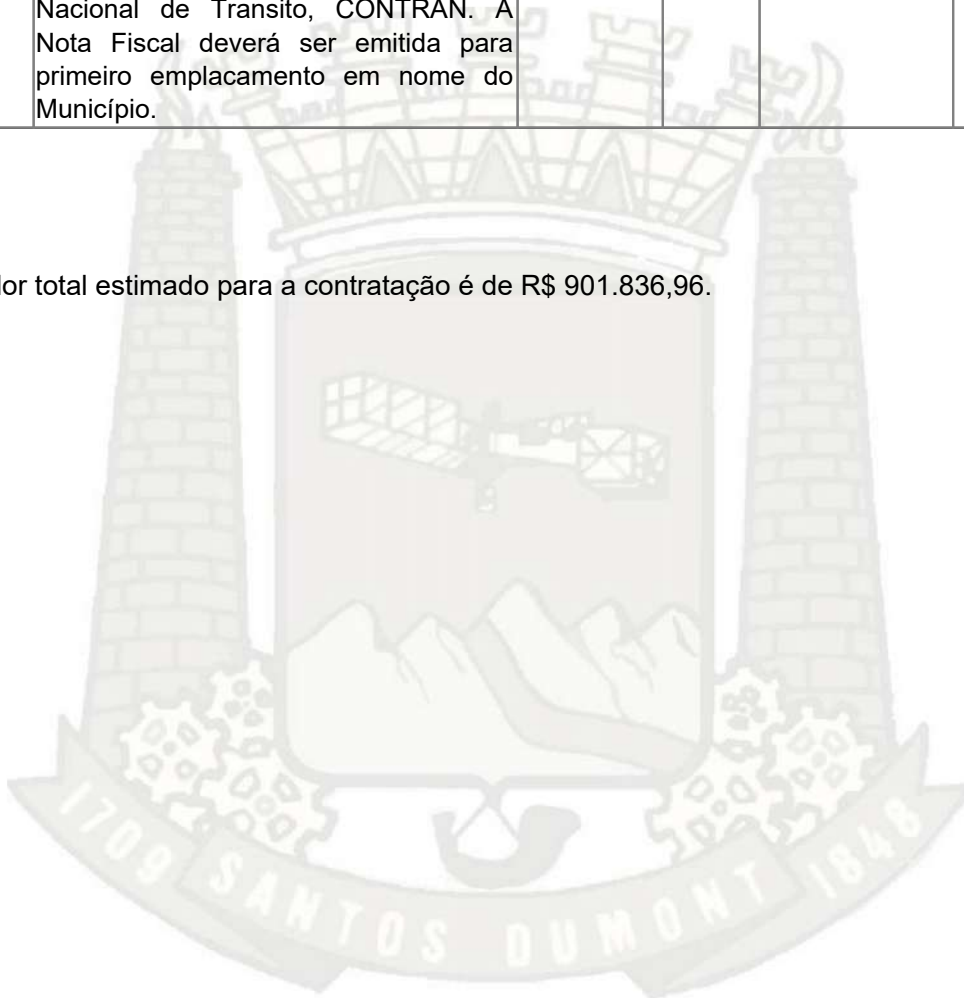 Nacional de Transito, CONTRAN. A
Nota Fiscal deverá ser emitida para
primeiro emplacamento em nome do
Município.
lor total estimado para a contratação é de R$ 901.836,96.
1709 SANTOS DUMONT 1848